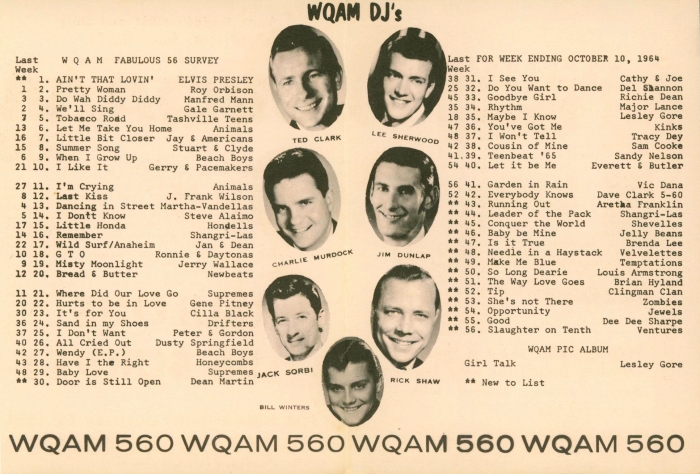 WQAM DJ's
Last W Q A M FABULOUS 56 SURVEY
Week
** 1. AIN'T THAT LOVIN' ELVIS PRESLEY
1 2. Pretty Woman Roy Orbison
3 3. Do Wah Diddy Diddy Manfred Mann
2 4. We'll Sing Gale Garnett
7 5. Tobacco Road Tashville Teens
13 6. Let Me Take You Home Animals
16 7. Little Bit Closer Jay & Americans
15 8. Summer Song Stuart & Clyde
6 9. When I Grow Up Beach Boys
21 10. I Like It Gerry & Pacemakers
27 11. I'm Crying Animals
8 12. Last Kiss J. Frank Wilson
4 13. Dancing in Street Martha-Vandellas
5 14. I Don't Know Steve Alaimo
17 15. Little Honda Hondells
14 16. Remember Shangri-Las
22 17. Wild Surf/Anaheim Jan & Dean
10 18. G T O Ronnie & Daytonas
9 19. Misty Moonlight Jerry Wallace
12 20. Bread & Butter Newbeats
11 21. Where Did Our Love Go Supremes
20 22. Hurts to be in Love Gene Pitney
30 23. It's for You Cilla Black
36 24. Sand in my Shoes Drifters
37 25. I Don't Want Peter & Gordon
40 26. All Cried Out Dusty Springfield
42 27. Wendy (E.P.) Beach Boys
43 28. Have I the Right Honeycombs
48 29. Baby Love Supremes
** 30. Door is Still Open Dean Martin
TED CLARK
LEE SHERWOOD
CHARLIE MURDOCK
JIM DUNLAP
JACK SORBI
RICK SHAW
BILL WINTERS
Last FOR WEEK ENDING OCTOBER 10, 1964
Week
38 31. I See You Cathy & Joe
25 32. Do You Want to Dance Del Shannon
45 33. Goodbye Girl Richie Dean
35 34. Rhythm Major Lance
18 35. Maybe I Know Lesley Gore
47 36. You've Got Me Kinks
48 37. I Won't Tell Tracy Dey
42 38. Cousin of Mine Sam Cooke
41.39. Teenbeat '65 Sandy Nelson
54 40. Let it be Me Everett & Butler
56 41. Garden in Rain Vic Dana
52 42. Everybody Knows Dave Clark 5-60
** 43. Running Out Aretha Franklin
** 44. Leader of the Pack Shangri-Las
** 45. Conquer the World Shevelles
** 46. Baby be Mine Jelly Beans
** 47. Is it True Brenda Lee
** 48. Needle in a Haystack Velvelettes
** 49. Make Me Blue Temptations
** 50. So Long Dearie Louis Armstrong
** 51. The Way Love Goes Brian Hyland
** 52. Tip Clingman Clan
** 53. She's not There Zombies
** 54. Opportunity Jewels
** 55. Good Dee Dee Sharpe
** 56. Slaughter on Tenth Ventures
WQAM PIC ALBUM
Girl Talk Lesley Gore
** New to List
WQAM 560 WQAM 560 WQAM 560 WQAM 560